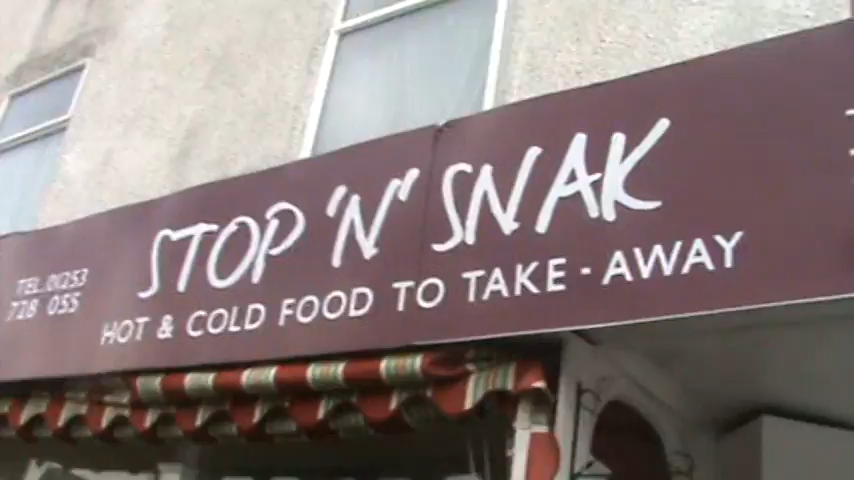 STOP 'N' SNAK
TEL. 01253
728 055
HOT & COLD FOOD TO TAKE - AWAY